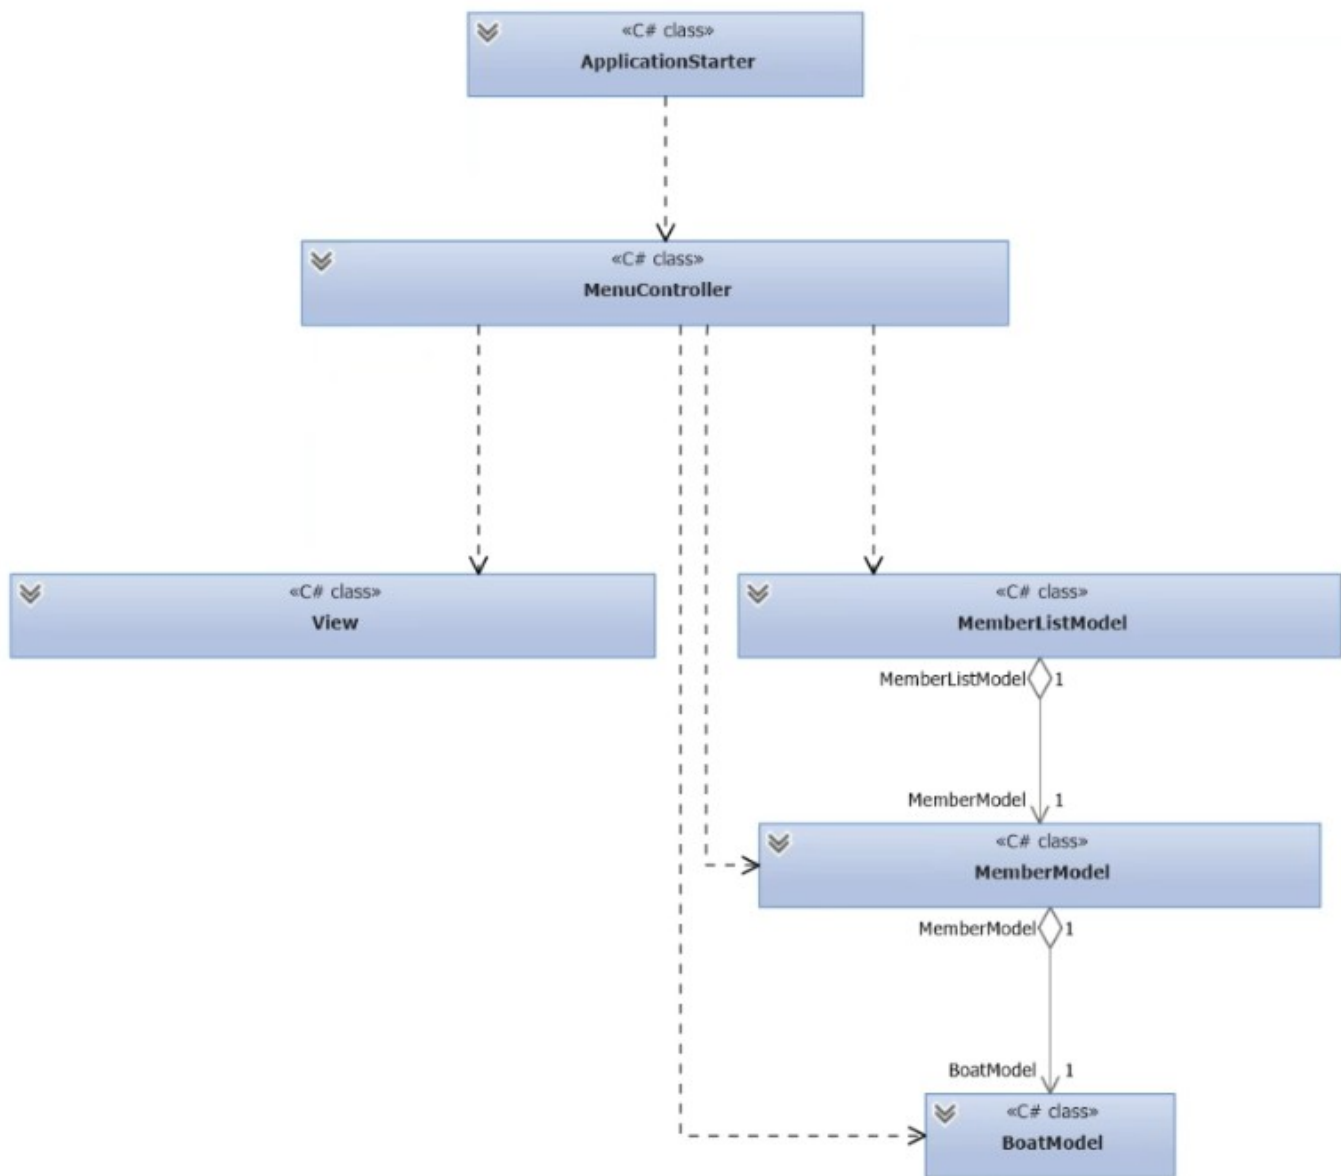 «C# class»
ApplicationStarter
«C# class»
MenuController
«C# class»
View
«C# class»
MemberListModel
MemberListModel 1
MemberModel 1
«C# class»
MemberModel
MemberModel 1
BoatModel 1
«C# class»
BoatModel